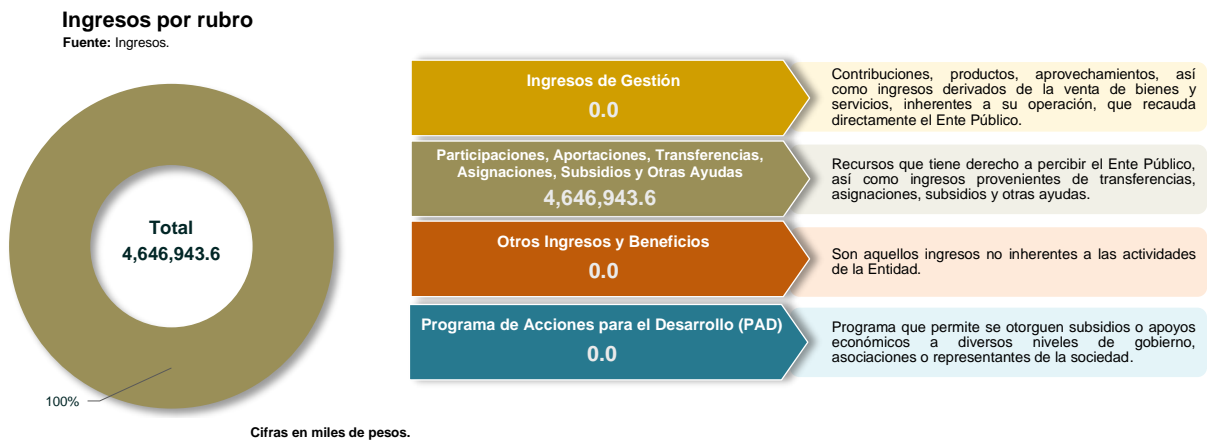 Ingresos por rubro
Fuente: Ingresos.
Total
4,646,943.6
100%
Ingresos de Gestión
0.0
Contribuciones, productos, aprovechamientos, así
como ingresos derivados de la venta de bienes y
servicios, inherentes a su operación, que recauda
directamente el Ente Público.
Participaciones, Aportaciones, Transferencias,
Asignaciones, Subsidios y Otras Ayudas
4,646,943.6
Recursos que tiene derecho a percibir el Ente Público,
así como ingresos provenientes de transferencias,
asignaciones, subsidios y otras ayudas.
Otros Ingresos y Beneficios
0.0
Son aquellos ingresos no inherentes a las actividades
de la Entidad.
Programa de Acciones para el Desarrollo (PAD)
0.0
Programa que permite se otorguen subsidios o apoyos
económicos a diversos niveles de gobierno,
asociaciones o representantes de la sociedad.
Cifras en miles de pesos.